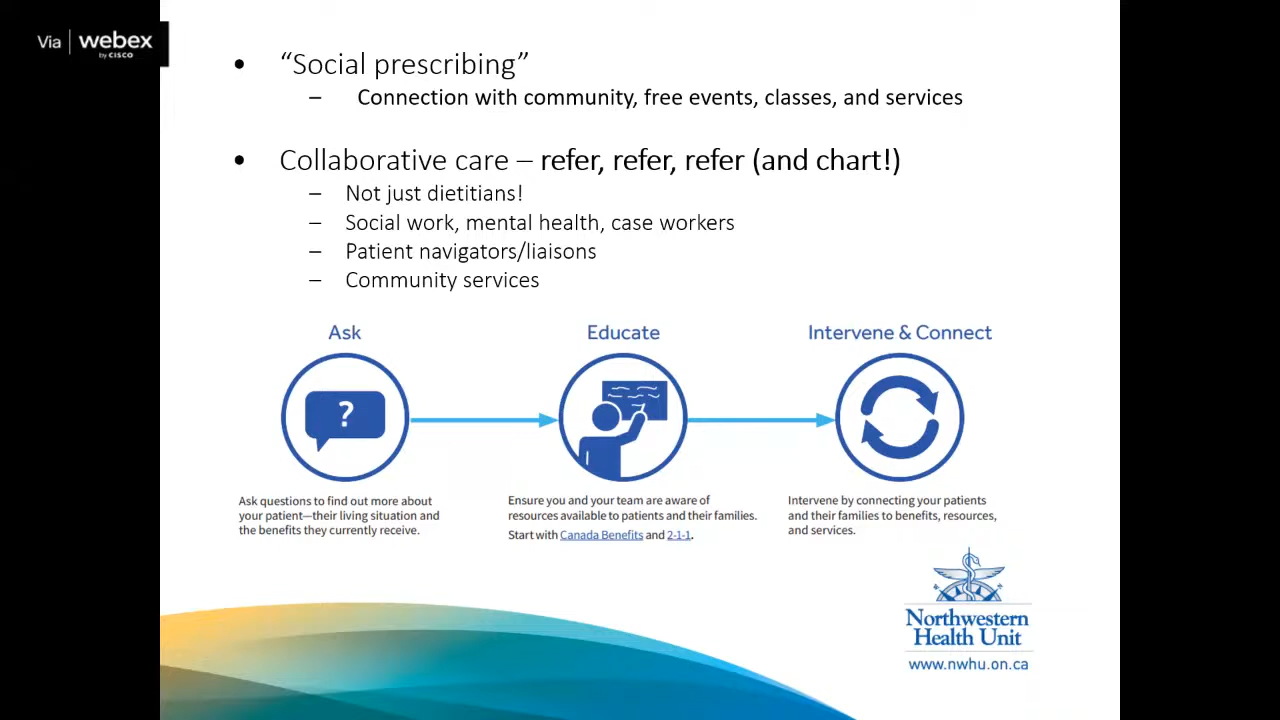 Via webex
by CISCO
• “Social prescribing”
– Connection with community, free events, classes, and services
• Collaborative care – refer, refer, refer (and chart!)
– Not just dietitians!
– Social work, mental health, case workers
– Patient navigators/liaisons
– Community services
Ask
Educate
Intervene & Connect
?
Ask questions to find out more about
your patient—their living situation and
the benefits they currently receive.
Ensure you and your team are aware of
resources available to patients and their families.
Start with Canada Benefits and 2-1-1.
Intervene by connecting your patients
and their families to benefits, resources,
and services.
N
Northwestern
Health Unit
www.nwhu.on.ca